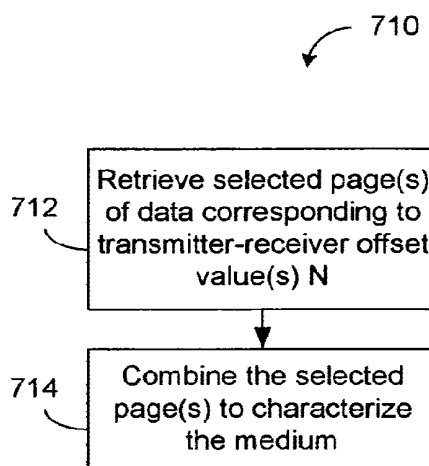 710
712
Retrieve selected page(s)
of data corresponding to
transmitter-receiver offset
value(s) N
714
Combine the selected
page(s) to characterize
the medium